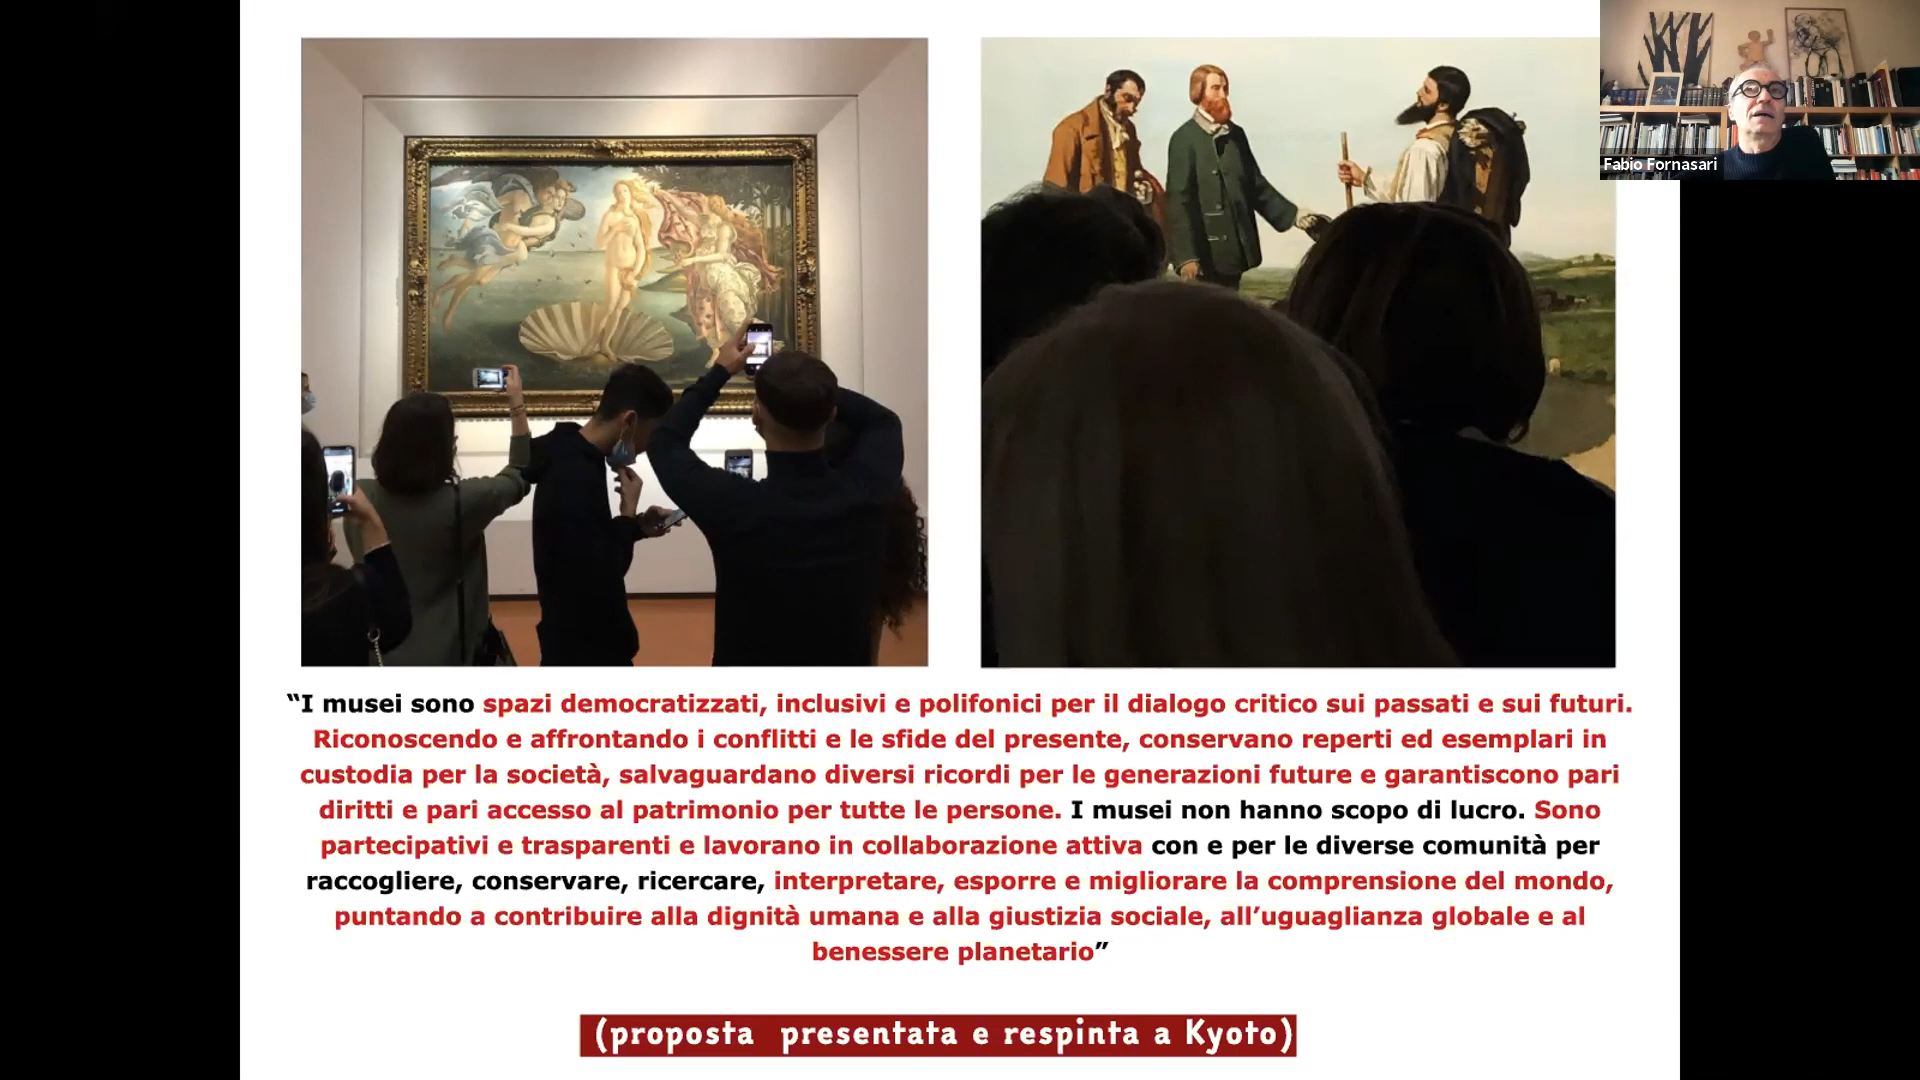 Fabio Fornasari
“I musei sono spazi democratizzati, inclusivi e polifonici per il dialogo critico sui passati e sui futuri.
Riconoscendo e affrontando i conflitti e le sfide del presente, conservano reperti ed esemplari in
custodia per la società, salvaguardano diversi ricordi per le generazioni future e garantiscono pari
diritti e pari accesso al patrimonio per tutte le persone. I musei non hanno scopo di lucro. Sono
partecipativi e trasparenti e lavorano in collaborazione attiva con e per le diverse comunità per
raccogliere, conservare, ricercare, interpretare, esporre e migliorare la comprensione del mondo,
puntando a contribuire alla dignità umana e alla giustizia sociale, all’uguaglianza globale e al
benessere planetario”
(proposta presentata e respinta a Kyoto)